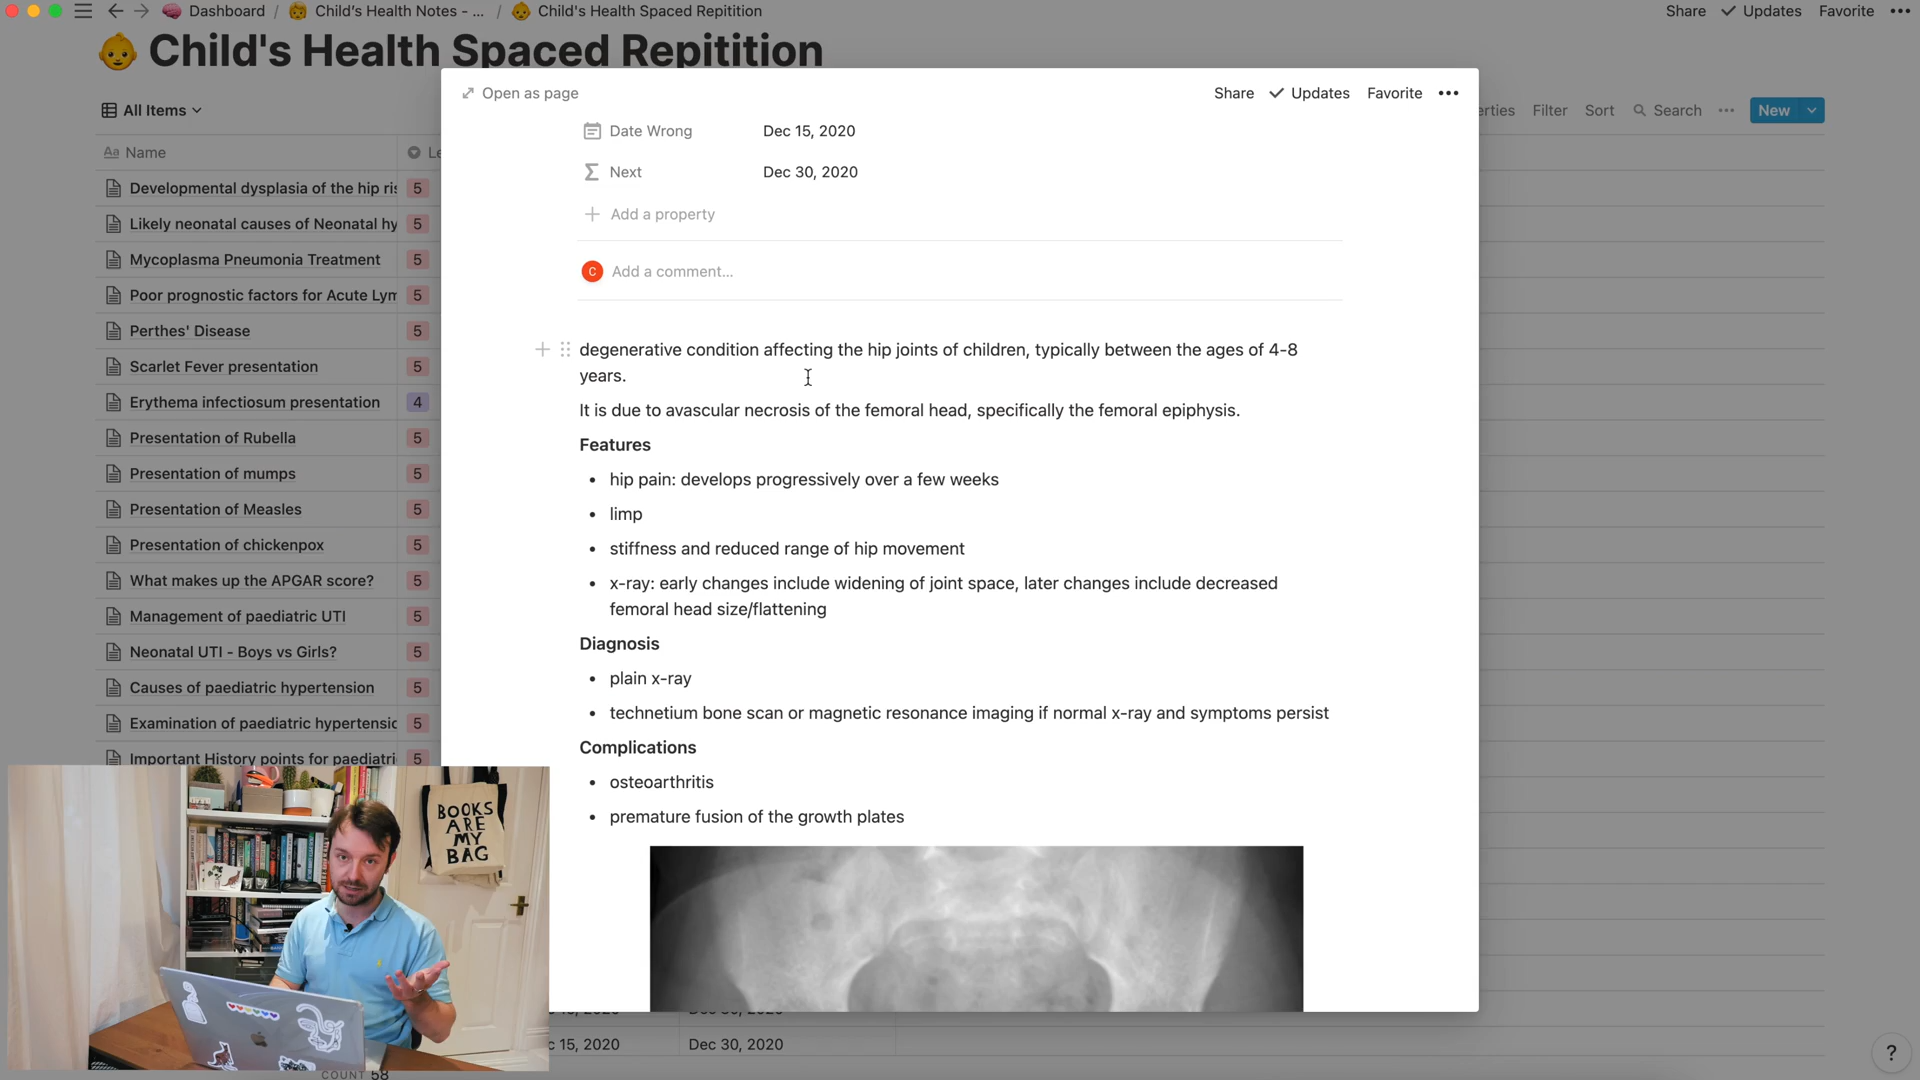 Dashboard / Child's Health Notes - ... / Child's Health Spaced Repitition
Share Updates Favorite
Child's Health Spaced Repitition
All Items
Filter Sort Search New
Aa Name
Developmental dysplasia of the hip 5
Likely neonatal causes of Neonatal 5
Mycoplasma Pneumonia Treatment 5
Poor prognostic factors for Acute 5
Perthes' Disease 5
Scarlet Fever presentation 5
Erythema infectiosum presentation 4
Presentation of Rubella 5
Presentation of mumps 5
Presentation of Measles 5
Presentation of chickenpox 5
What makes up the APGAR score? 5
Management of paediatric UTI 5
Neonatal UTI - Boys vs Girls? 5
Causes of paediatric hypertension 5
Examination of paediatric 5
Important History points for 5
Open as page
Share Updates Favorite
Date Wrong Dec 15, 2020
Σ Next Dec 30, 2020
+ Add a property
C Add a comment...
degenerative condition affecting the hip joints of children, typically between the ages of 4-8
years.
It is due to avascular necrosis of the femoral head, specifically the femoral epiphysis.
Features
• hip pain: develops progressively over a few weeks
• limp
• stiffness and reduced range of hip movement
• x-ray: early changes include widening of joint space, later changes include decreased
femoral head size/flattening
Diagnosis
• plain x-ray
• technetium bone scan or magnetic resonance imaging if normal x-ray and symptoms persist
Complications
• osteoarthritis
• premature fusion of the growth plates
BOOKS
ARE
MY
BAG
15, 2020 Dec 30, 2020
COUNT 58
?